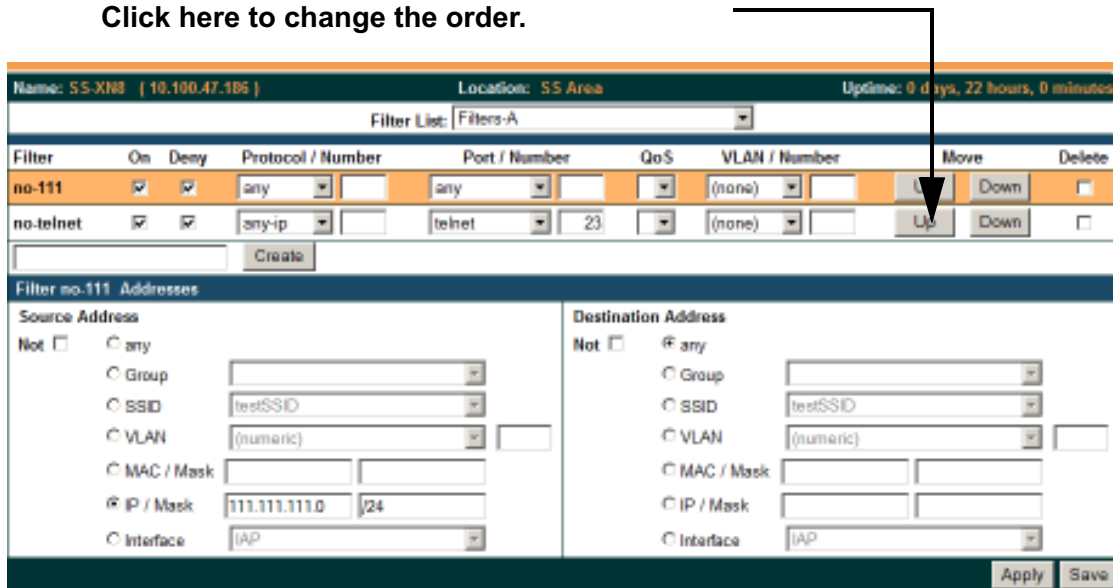 Click here to change the order.
Name: SS-XN8 ( 10.100.47.186 ) Location: SS Area Uptime: 0 days, 22 hours, 0 minutes
Filter List: Filters-A
Filter On Deny Protocol / Number Port / Number QoS VLAN / Number Move Delete
no-111 any any (none) Up Down
no-telnet any-ip telnet 23 (none) Up Down
Create
Filter no-111 Addresses
Source Address Destination Address
Not any Not any
Group Group
SSID testSSID SSID testSSID
VLAN (numeric) VLAN (numeric)
MAC / Mask MAC / Mask
IP / Mask 111.111.111.0 /24 IP / Mask
Interface IAP Interface IAP
Apply Save